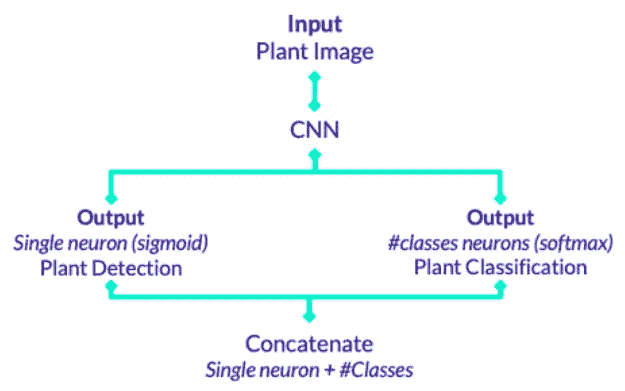 Input
Plant Image
CNN
Output
Single neuron (sigmoid)
Plant Detection
Output
#classes neurons (softmax)
Plant Classification
Concatenate
Single neuron + #Classes